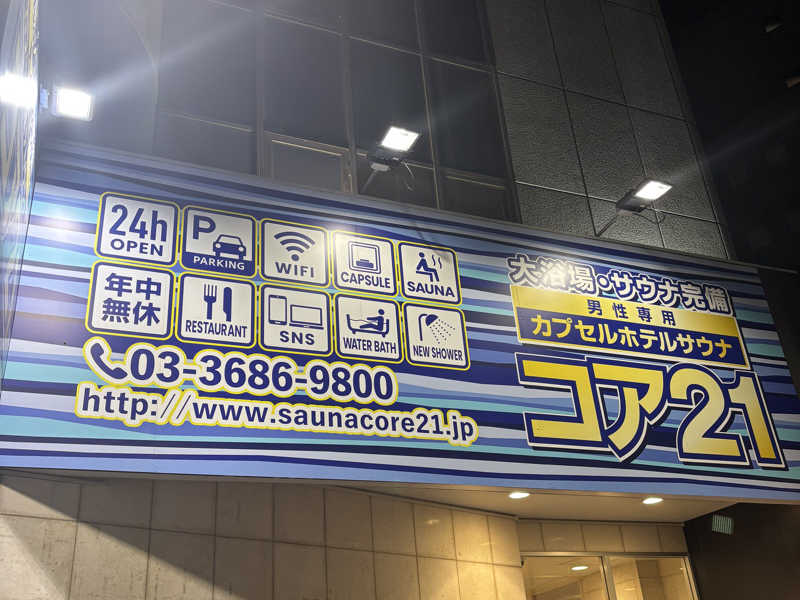 24h
OPEN
P
PARKING
WIFI
CAPSULE
SAUNA
年中
無休
RESTAURANT
SNS
WATER BATH
NEW SHOWER
03-3686-9800
http://www.saunacore21.jp
大浴場・サウナ完備
男性専用
カプセルホテルサウナ
コア21